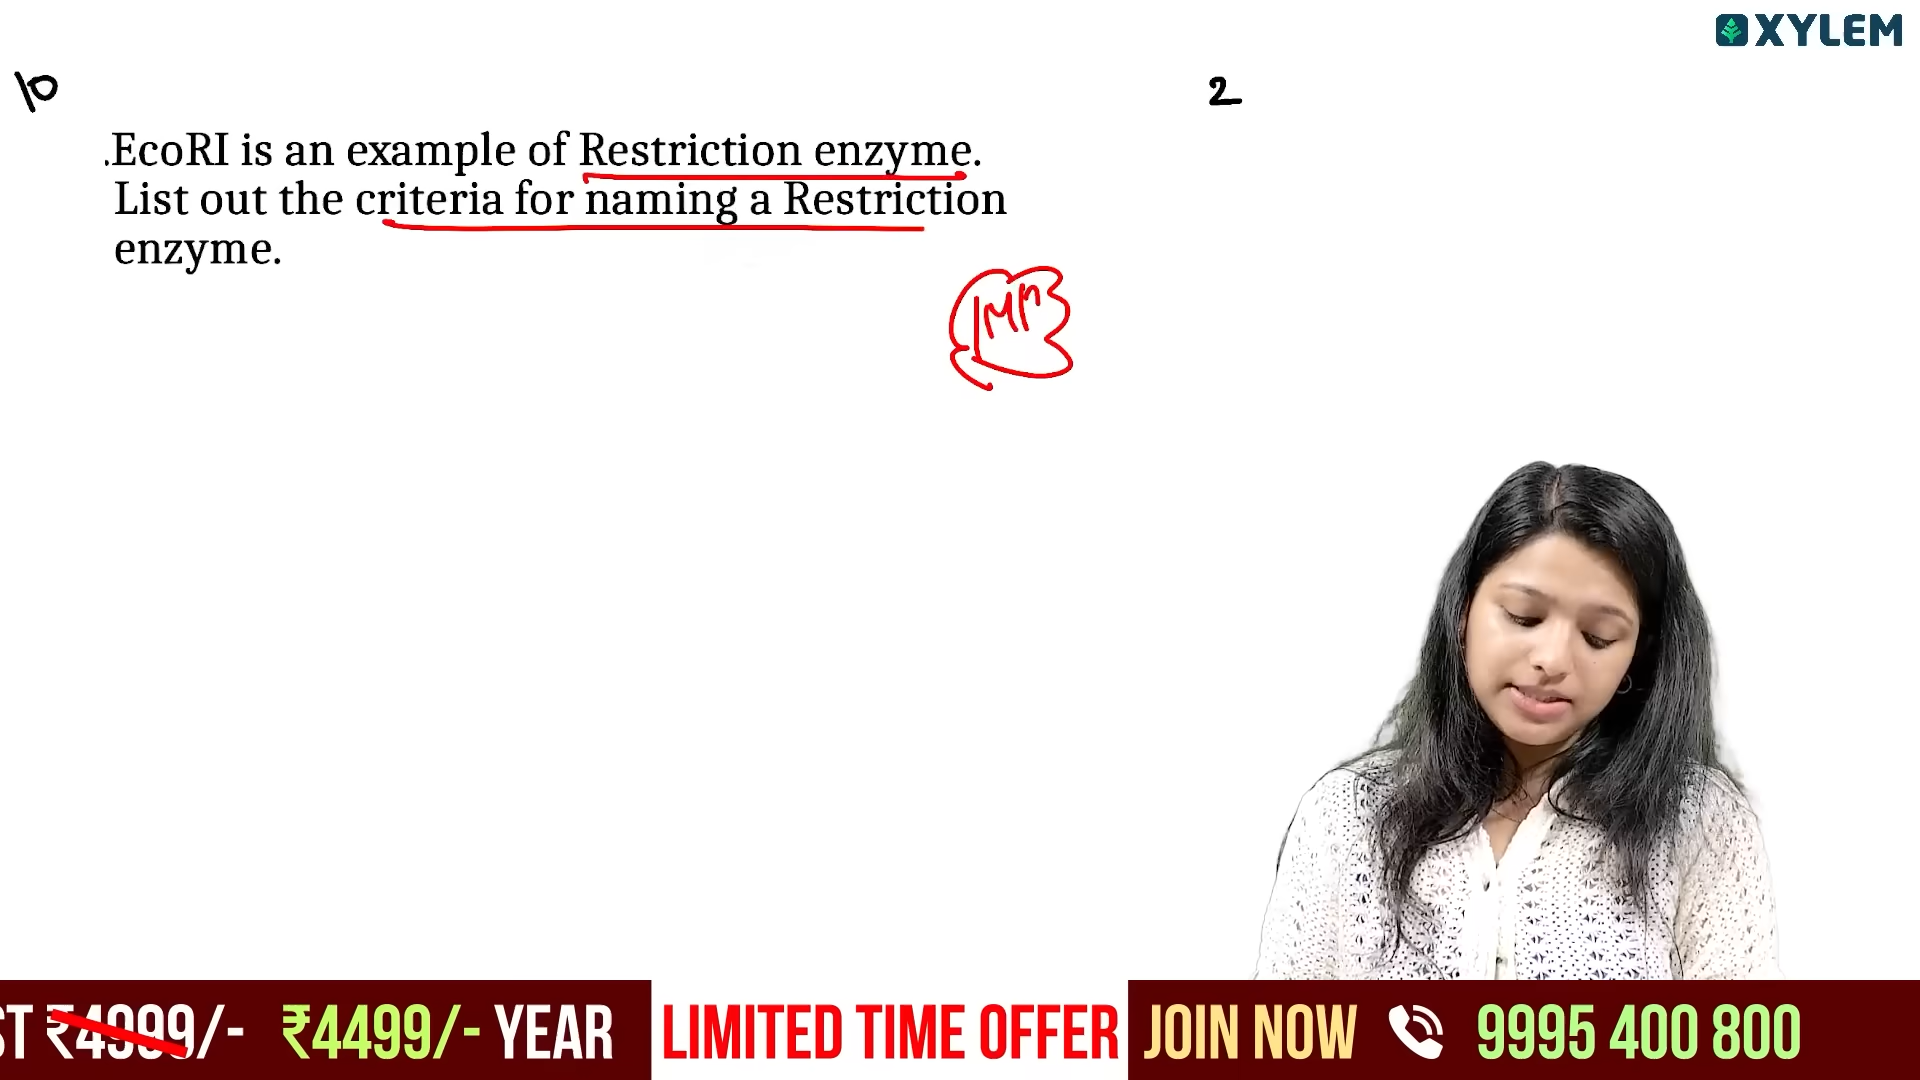 XYLEM
10
2
.EcoRI is an example of Restriction enzyme.
List out the criteria for naming a Restriction
enzyme.
ST ₹4999/- ₹4499/- YEAR LIMITED TIME OFFER JOIN NOW 9995 400 800